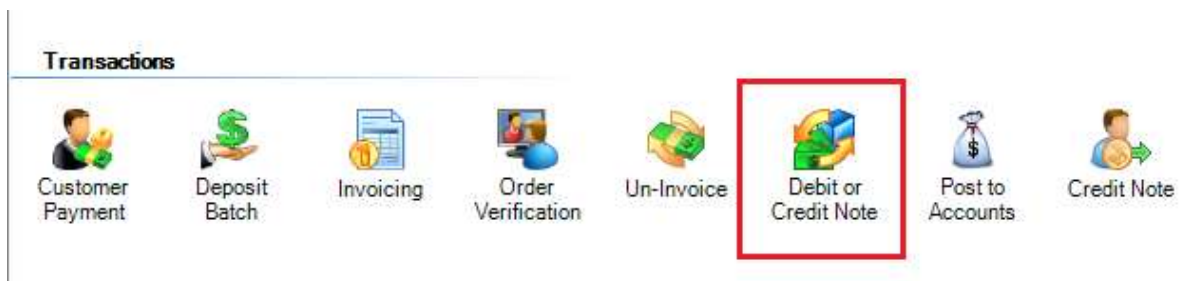 Transactions
Customer Payment
Deposit Batch
Invoicing
Order Verification
Un-Invoice
Debit or Credit Note
Post to Accounts
Credit Note